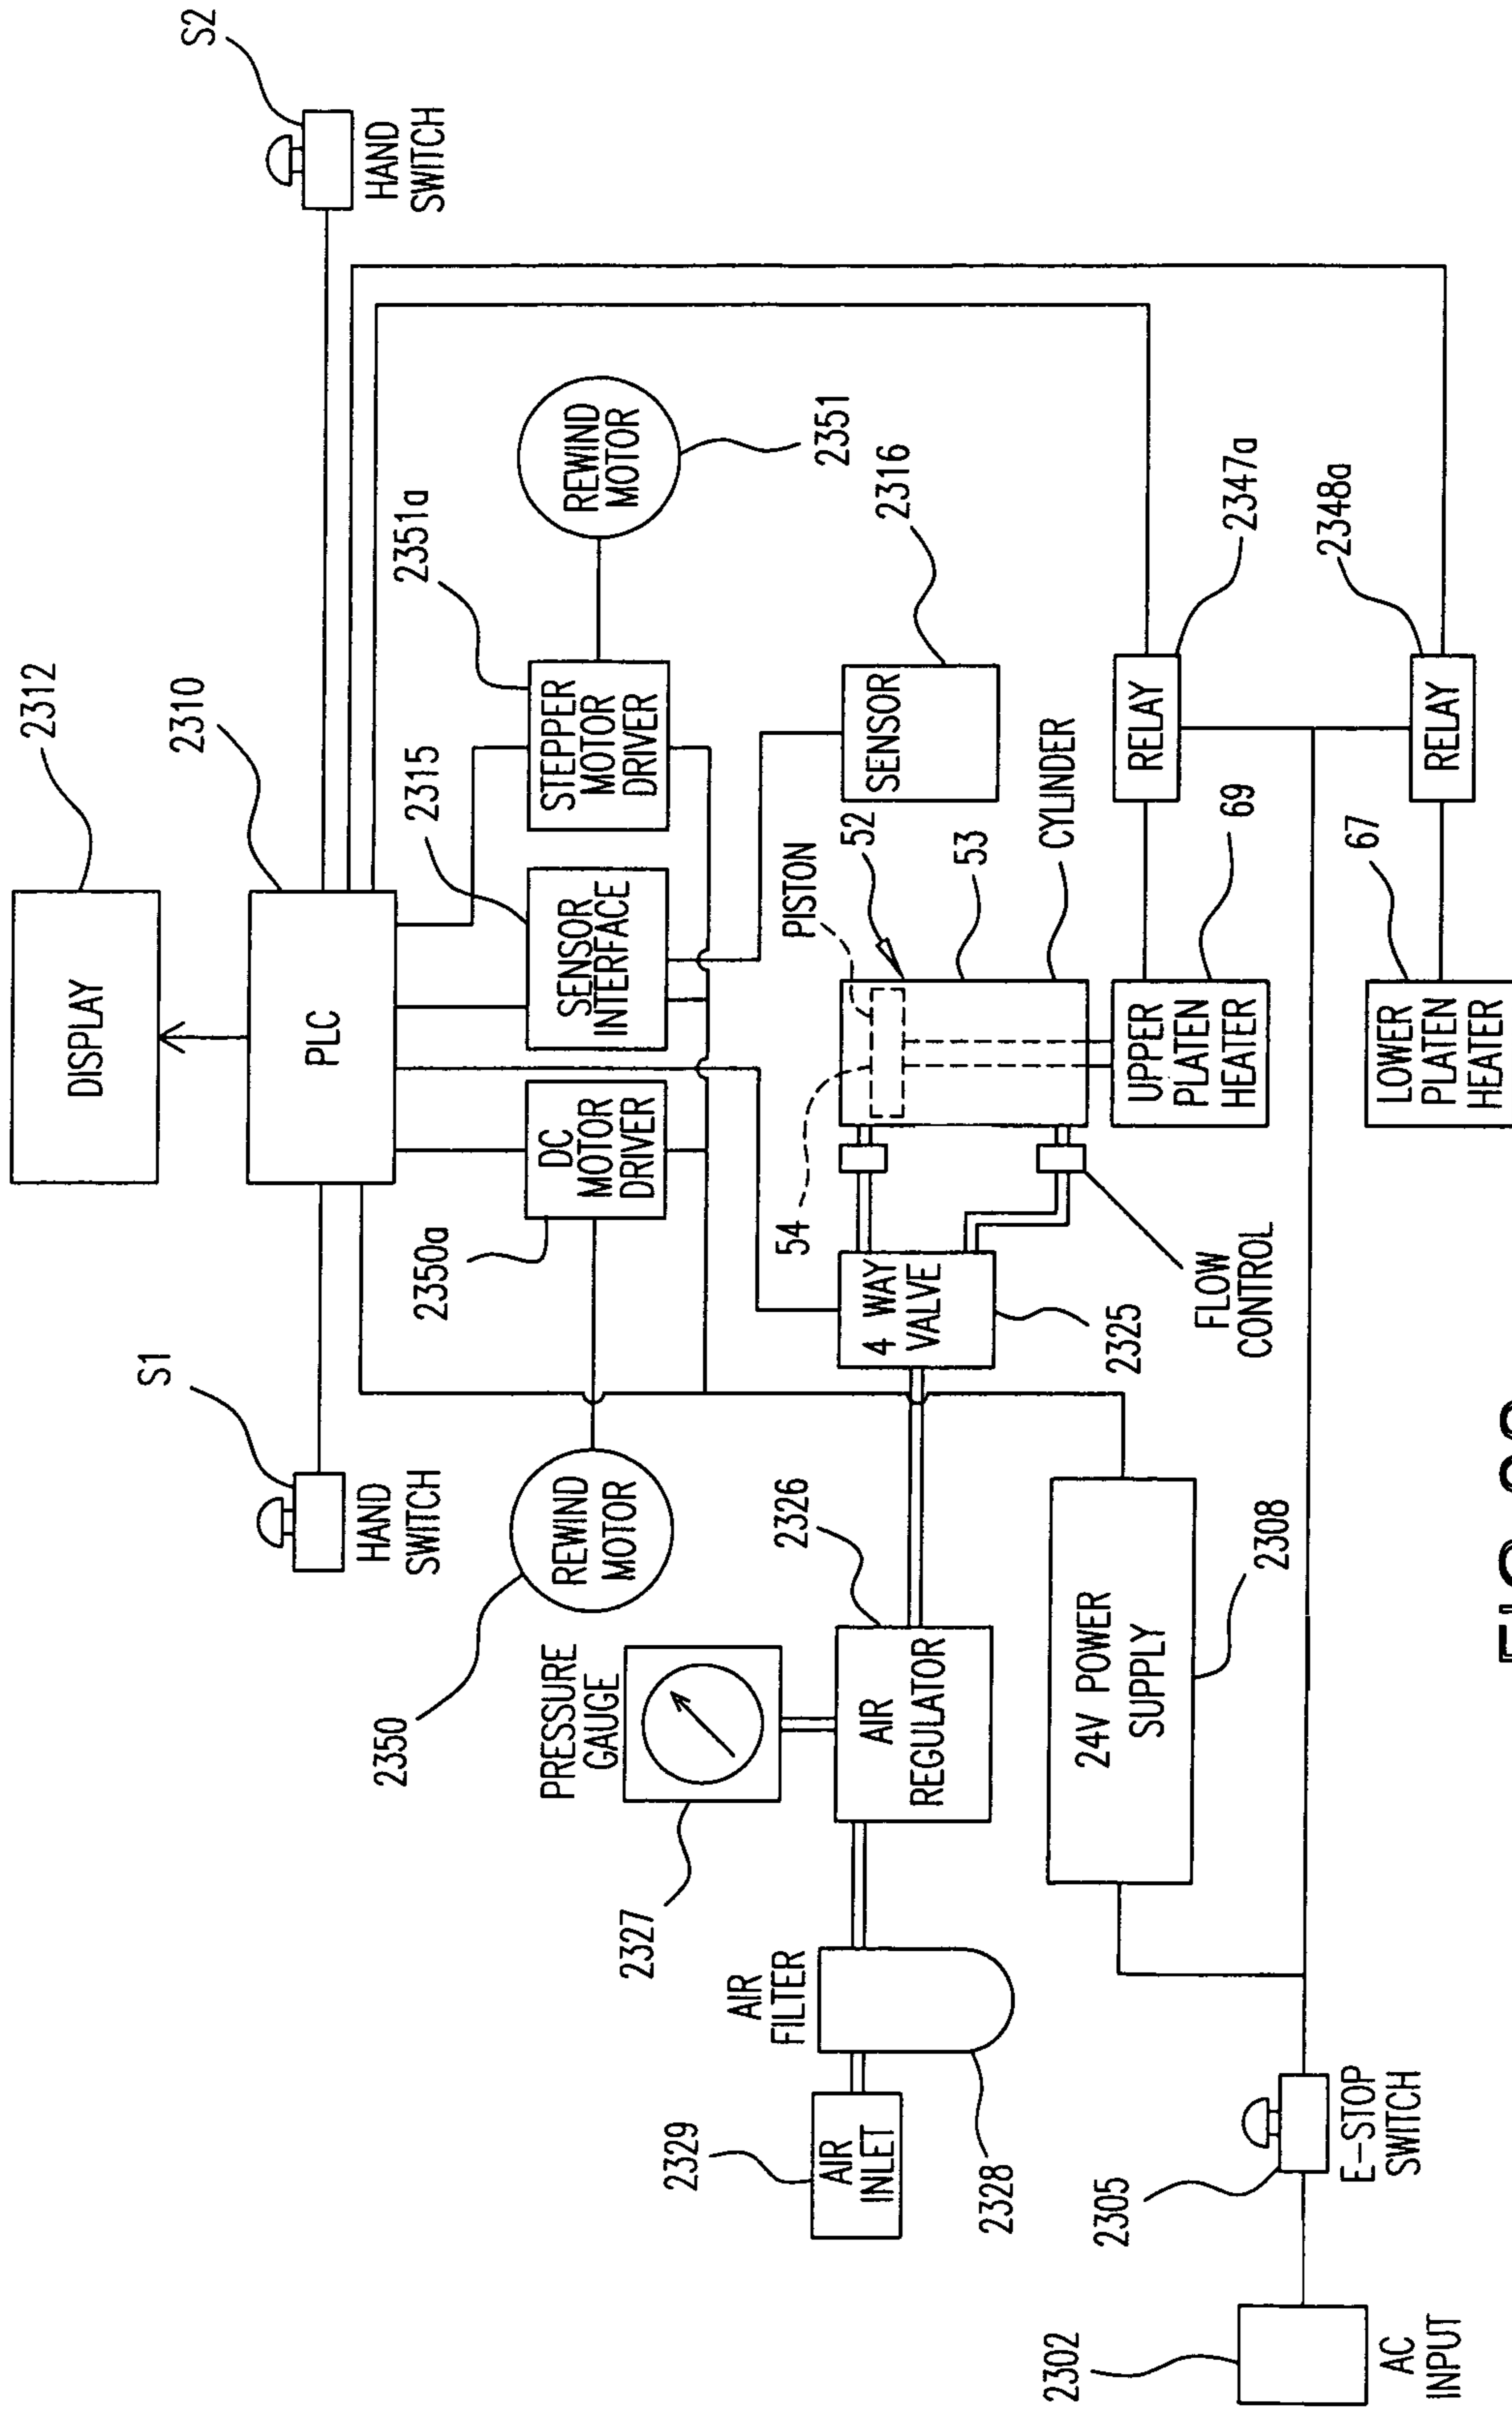 2312
DISPLAY
2310
PLC
S1
HAND
SWITCH
S2
HAND
SWITCH
2350
REWIND
MOTOR
2350a
DC
MOTOR
DRIVER
2315
SENSOR
INTERFACE
2351a
STEPPER
MOTOR
DRIVER
REWIND
MOTOR
2351
PRESSURE
GAUGE
2327
2329
AIR
INLET
AIR
FILTER
2328
2326
AIR
REGULATOR
4 WAY
VALVE
2325
54
PISTON
52
53
CYLINDER
FLOW
CONTROL
SENSOR
2316
24V POWER
SUPPLY
2308
UPPER
PLATEN
HEATER
69
RELAY
2347a
2302
AC
INPUT
2305
E-STOP
SWITCH
LOWER
PLATEN
HEATER
67
RELAY
2348a